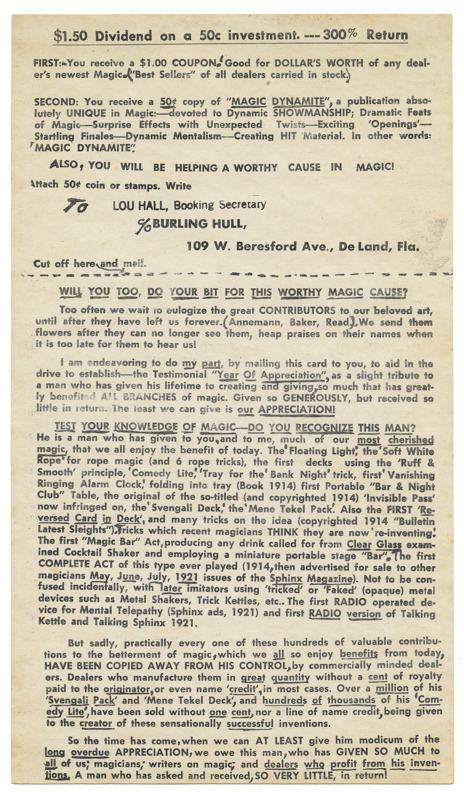 $1.50 Dividend on a 50c investment. --- 300% Return
FIRST:-You receive a $1.00 COUPON! Good for DOLLAR'S WORTH of any deal-
er's newest Magic ("Best Sellers" of all dealers carried in stock)
SECOND: You receive a 50¢ copy of "MAGIC DYNAMITE", a publication abso-
lutely UNIQUE in Magic:—devoted to Dynamic SHOWMANSHIP; Dramatic Feats
of Magic—Surprise Effects with Unexpected Twists—Exciting 'Openings'—
Startling Finales—Dynamic Mentalism—Creating HIT Material. In other words:
'MAGIC DYNAMITE'.'
ALSO, YOU WILL BE HELPING A WORTHY CAUSE IN MAGIC!
Attach 50¢ coin or stamps. Write
TO LOU HALL, Booking Secretary
c/o BURLING HULL,
109 W. Beresford Ave., De Land, Fla.
Cut off here and mail.
WILL YOU TOO, DO YOUR BIT FOR THIS WORTHY MAGIC CAUSE?
Too often we wait to eulogize the great CONTRIBUTORS to our beloved art,
until after they have left us forever. (Annemann, Baker, Read). We send them
flowers after they can no longer see them, heap praises on their names when
it is too late for them to hear us!
I am endeavoring to do my part, by mailing this card to you, to aid in the
drive to establish—the Testimonial "Year Of Appreciation", as a slight tribute to
a man who has given his lifetime to creating and giving, so much that has great-
ly benefited ALL BRANCHES of magic. Given so GENEROUSLY, but received so
little in return. The least we can give is our APPRECIATION!
TEST YOUR KNOWLEDGE OF MAGIC—DO YOU RECOGNIZE THIS MAN?
He is a man who has given to you, and to me, much of our most cherished
magic, that we all enjoy the benefit of today. The 'Floating Light', the 'Soft White
Rope' for rope magic (and 6 rope tricks), the first decks using the 'Ruff &
Smooth' principle, 'Comedy Lite', 'Tray for the Bank Night' trick, first 'Vanishing
Ringing Alarm Clock', folding into tray (Book 1914) first Portable "Bar & Night
Club" Table, the original of the so-titled (and copyrighted 1914) 'Invisible Pass'
now infringed on, the 'Svengali Deck', the 'Mene Tekel Pack'. Also the FIRST 'Re-
versed Card in Deck', and many tricks on the idea (copyrighted 1914 "Bulletin
Latest Sleights"). Tricks which recent magicians THINK they are now 're-inventing'.
The first "Magic Bar" Act, producing any drink called for from Clear Glass exam-
ined Cocktail Shaker and employing a miniature portable stage "Bar". The first
COMPLETE ACT of this type ever played (1914, then advertised for sale to other
magicians May, June, July, 1921 issues of the Sphinx Magazine). Not to be con-
fused incidentally, with later imitators using 'tricked' or 'Faked' (opaque) metal
devices such as Metal Shakers, Trick Kettles, etc.. The first RADIO operated de-
vice for Mental Telepathy (Sphinx ads, 1921) and first RADIO version of Talking
Kettle and Talking Sphinx 1921.
But sadly, practically every one of these hundreds of valuable contribu-
tions to the betterment of magic, which we all so enjoy benefits from today,
HAVE BEEN COPIED AWAY FROM HIS CONTROL, by commercial minded deal-
ers. Dealers who manufacture them in great quantity without a cent of royalty
paid to the originator, or even name 'credit', in most cases. Over a million of his
'Svengali Pack' and 'Mene Tekel Deck', and hundreds of thousands of his 'Com-
edy Lite', have been sold without one cent, nor a line of name credit, being given
to the creator of these sensationally successful inventions.
So the time has come, when we can AT LEAST give him modicum of the
long overdue APPRECIATION, we owe this man, who has GIVEN SO MUCH to
all of us; magicians, writers on magic, and dealers who profit from his inven-
tions. A man who has asked and received, SO VERY LITTLE, in return!